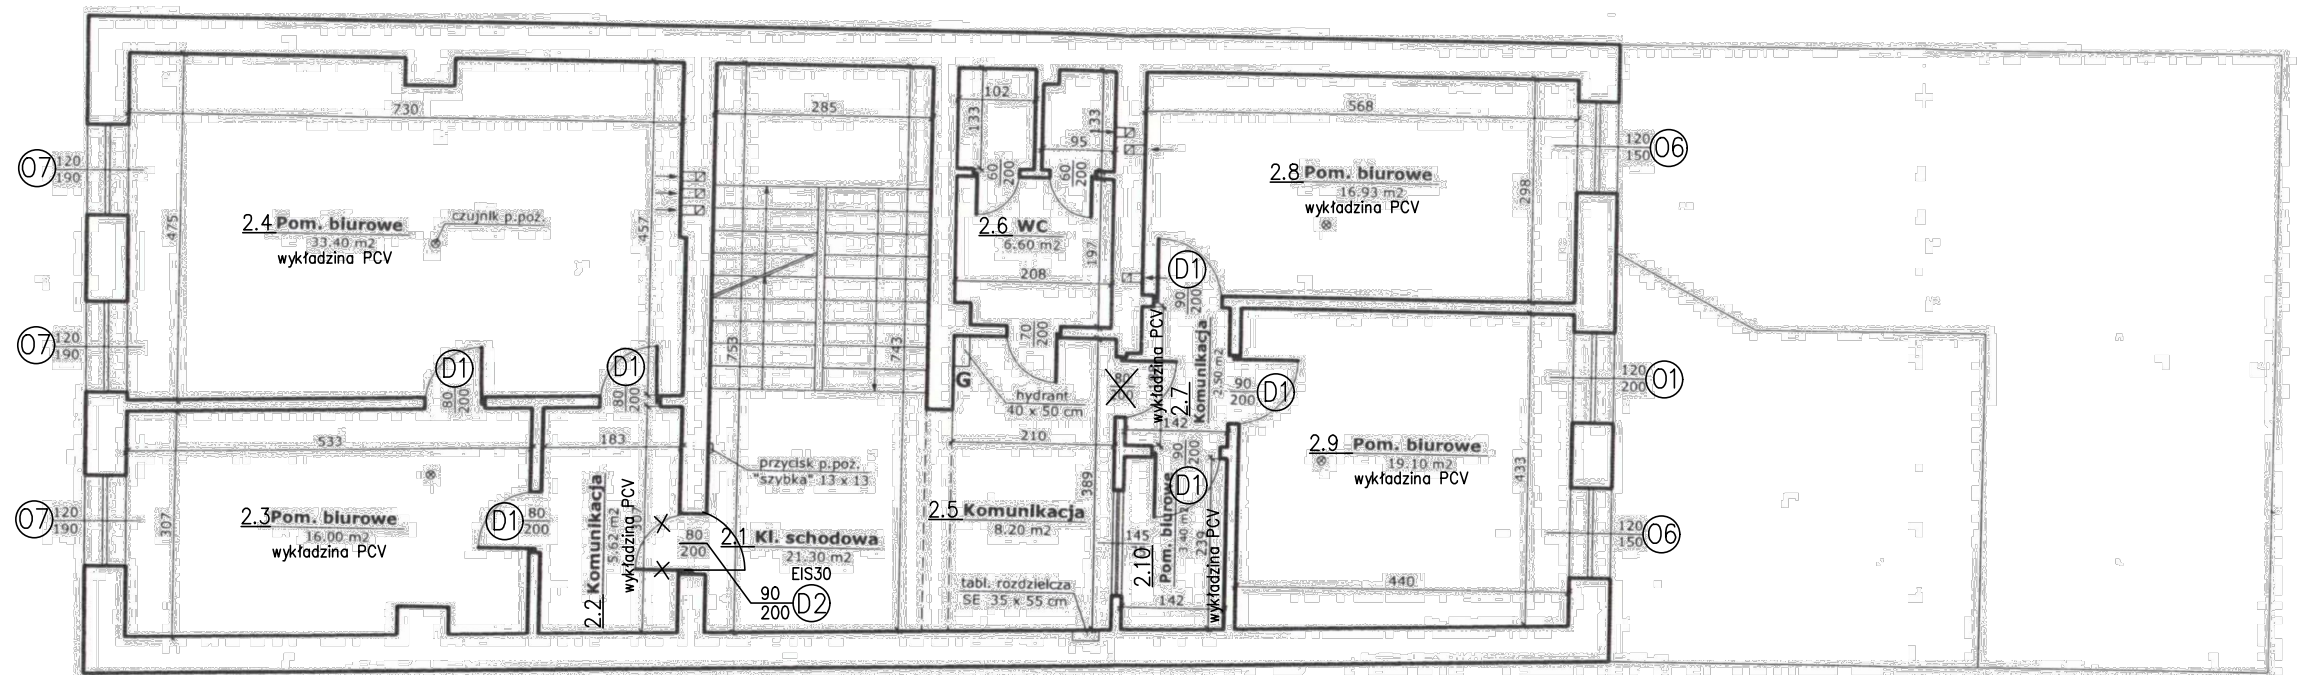 O7
120
190
730
475
2.4 Pom. biurowe
33.40 m2
wykładzina PCV
czujnik p.poż.
457
O7
120
190
D1
80
200
D1
80
200
533
183
307
2.3 Pom. biurowe
16.00 m2
wykładzina PCV
O7
120
190
D1
80
200
2.2 Komunikacja
5.62 m2
wykładzina PCV
285
753
743
przycisk p.poż.
"szybka" 13 x 13
80
200
2.1 Kl. schodowa
21.30 m2
EIS30
90
200
D2
102
133
133
95
60
200
60
200
2.6 WC
6.60 m2
197
208
70
200
G
hydrant
40 x 50 cm
210
389
2.5 Komunikacja
8.20 m2
tabl. rozdzielcza
SE 35 x 55 cm
80
568
2.8 Pom. biurowe
16.93 m2
wykładzina PCV
298
120
150
O6
D1
90
200
2.7 Komunikacja
2.50 m2
wykładzina PCV
142
90
200
D1
90
200
D1
145
2.10 Pom. biurowe
3.40 m2
239
wykładzina PCV
142
2.9 Pom. biurowe
19.10 m2
wykładzina PCV
433
440
120
200
O1
120
150
O6